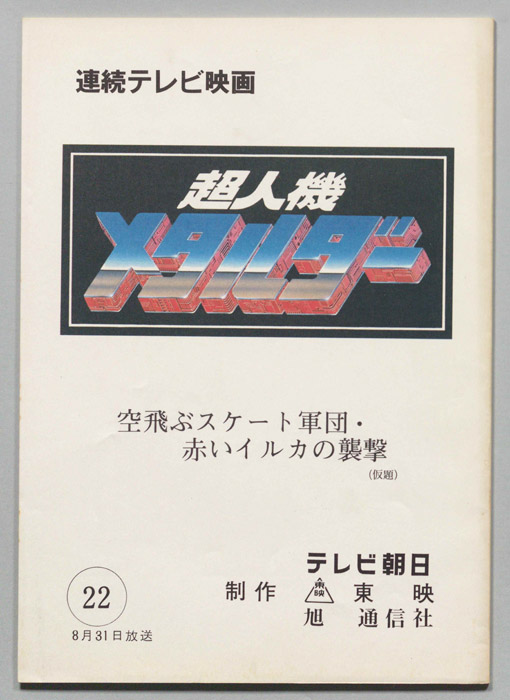 連続テレビ映画
超人機
メタルダー
空飛ぶスケート軍団・
赤いイルカの襲撃
(仮題)
テレビ朝日
制作 東映 東映
旭通信社
22
8月31日放送